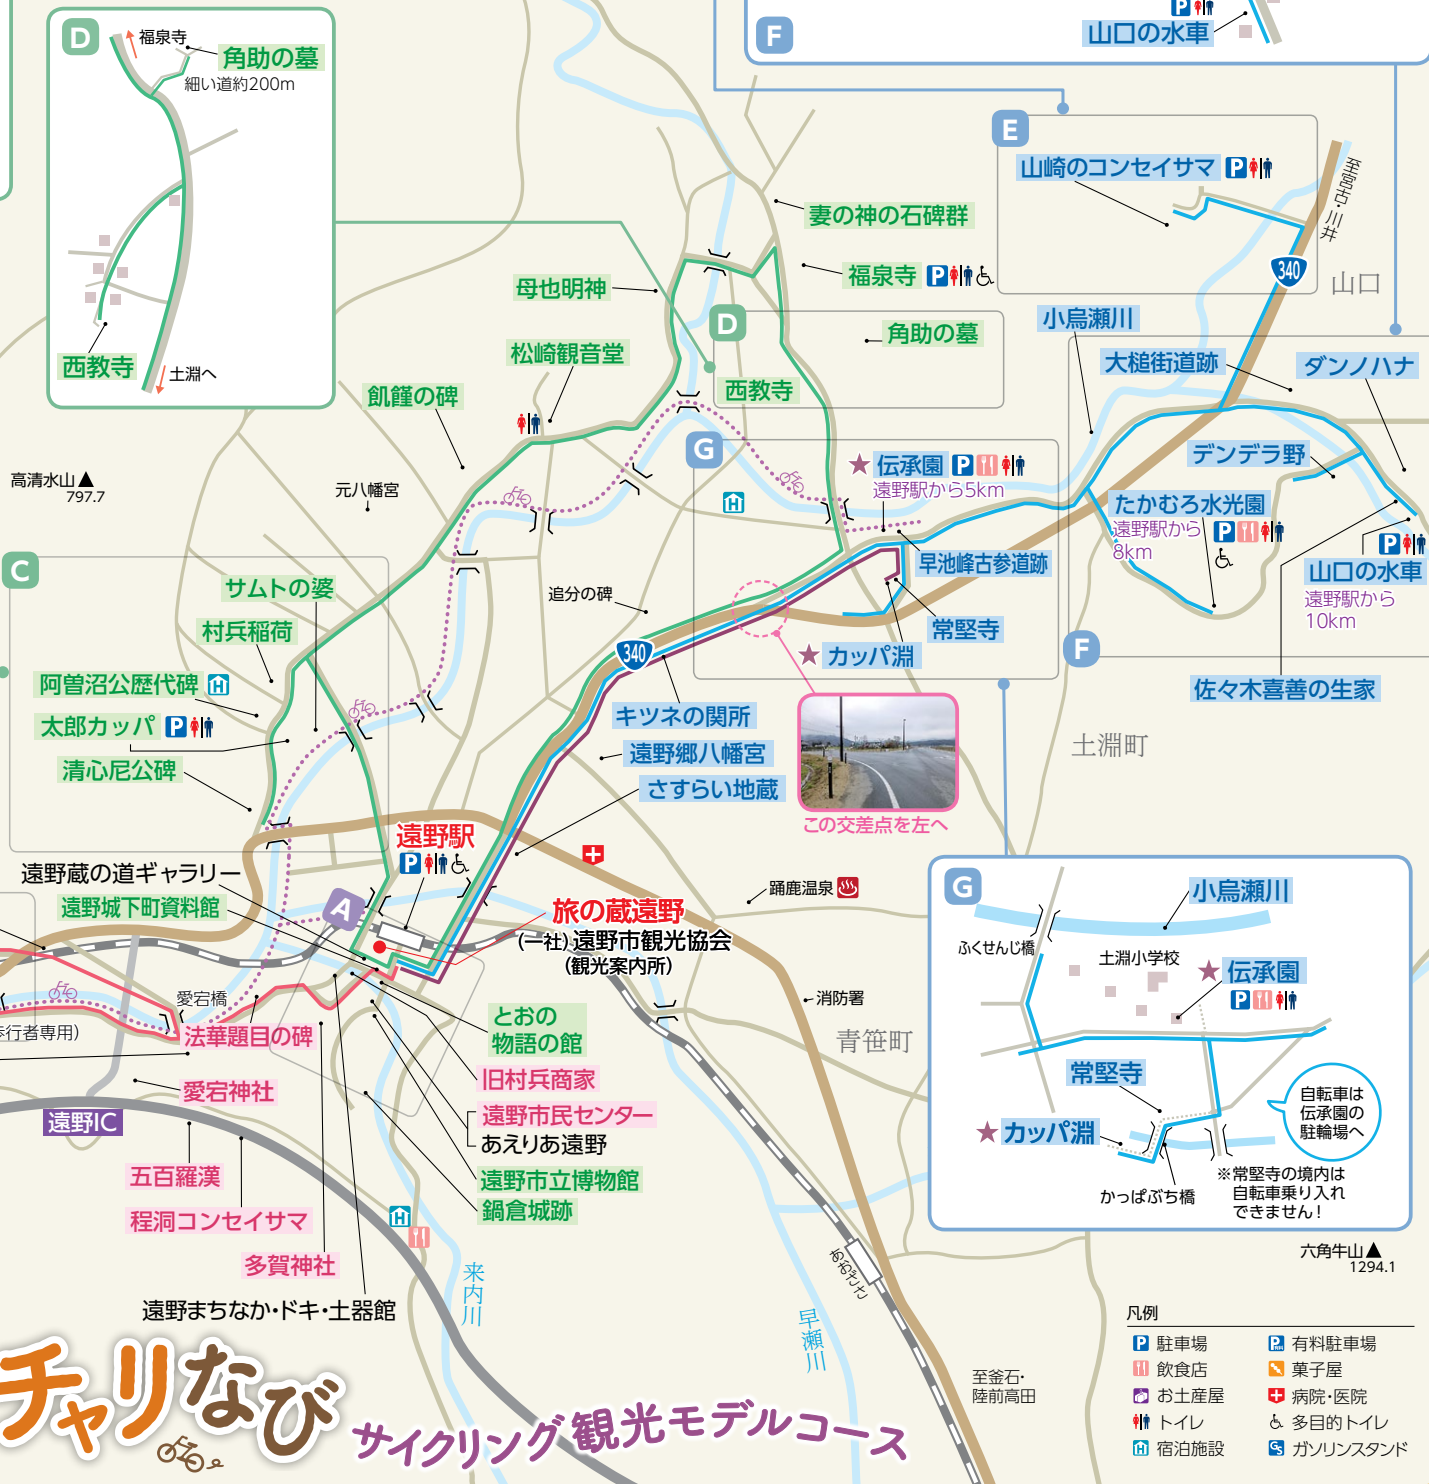 D
福泉寺
角助の墓
細い道約200m
西教寺
土淵へ
F
山口の水車
E
山崎のコンセイサマ
至宮古・川井
340
山口
妻の神の石碑群
福泉寺
母也明神
D
角助の墓
西教寺
小烏瀬川
大槌街道跡
ダンノハナ
松崎観音堂
飢饉の碑
高清水山▲
797.7
元八幡宮
G
★伝承園
遠野駅から5km
デンデラ野
たかむろ水光園
遠野駅から
8km
早池峰古参道跡
山口の水車
遠野駅から
10km
C
サムトの婆
村兵稲荷
阿曽沼公歴代碑
太郎カッパ
清心尼公碑
追分の碑
340
常堅寺
★カッパ淵
F
佐々木喜善の生家
キツネの関所
遠野郷八幡宮
さすらい地蔵
この交差点を左へ
土淵町
遠野駅
遠野蔵の道ギャラリー
遠野城下町資料館
A
旅の蔵遠野
(一社)遠野市観光協会
(観光案内所)
踊鹿温泉
消防署
青笹町
愛宕橋
歩行者専用)
法華題目の碑
愛宕神社
遠野IC
五百羅漢
程洞コンセイサマ
多賀神社
遠野まちなか・ドキ・土器館
とおの
物語の館
旧村兵商家
遠野市民センター
あえりあ遠野
遠野市立博物館
鍋倉城跡
来内川
早瀬川
あおざさ
G
小烏瀬川
ふくせんじ橋
土淵小学校
★伝承園
常堅寺
★カッパ淵
かっぱぶち橋
自転車は
伝承園の
駐輪場へ
※常堅寺の境内は
自転車乗り入れ
できません！
六角牛山▲
1294.1
至釜石・
陸前高田
凡例
P 駐車場
有料駐車場
飲食店
菓子屋
お土産屋
病院・医院
トイレ
多目的トイレ
H 宿泊施設
GS ガソリンスタンド
チャリなび
サイクリング観光モデルコース